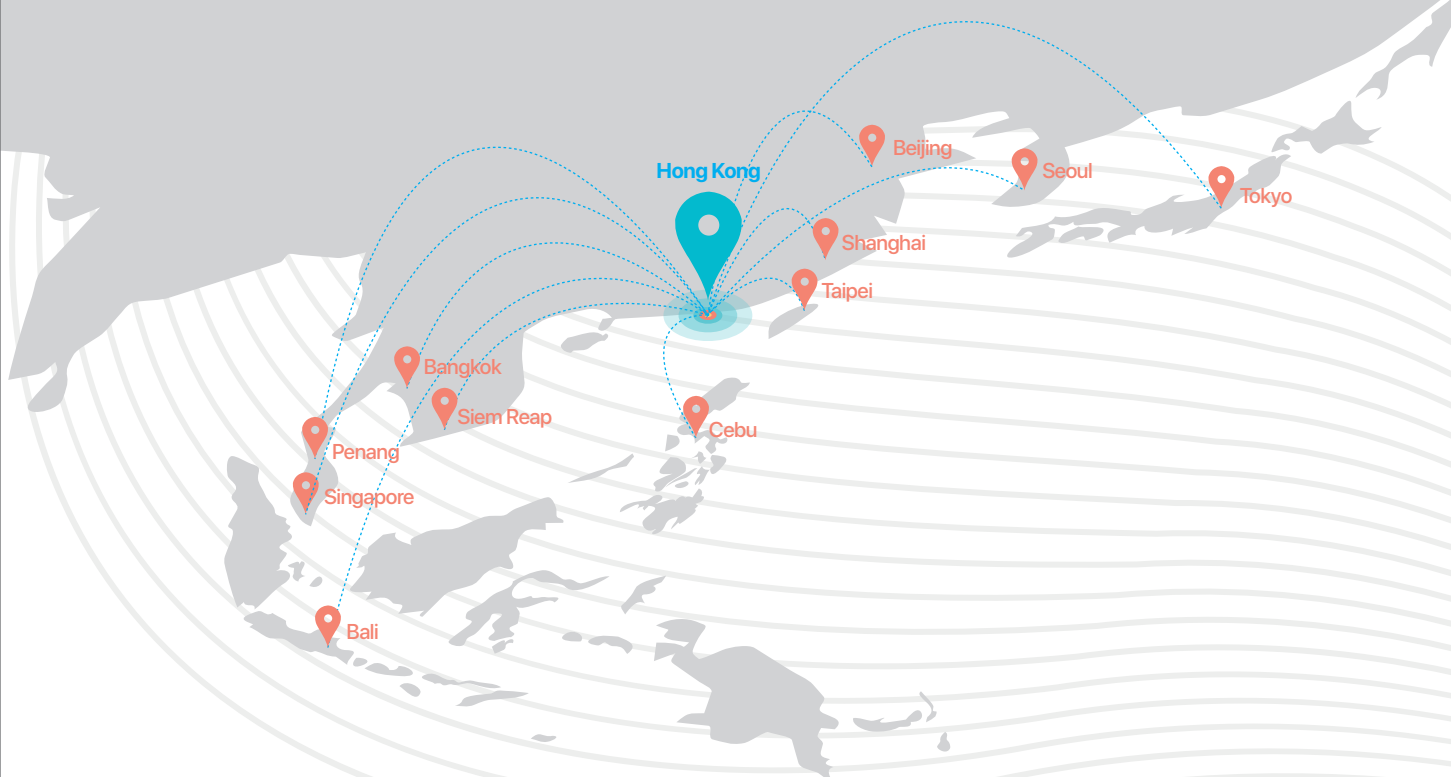 Beijing
Hong Kong
Seoul
Tokyo
Shanghai
Taipei
Bangkok
Siem Reap
Cebu
Penang
Singapore
Bali